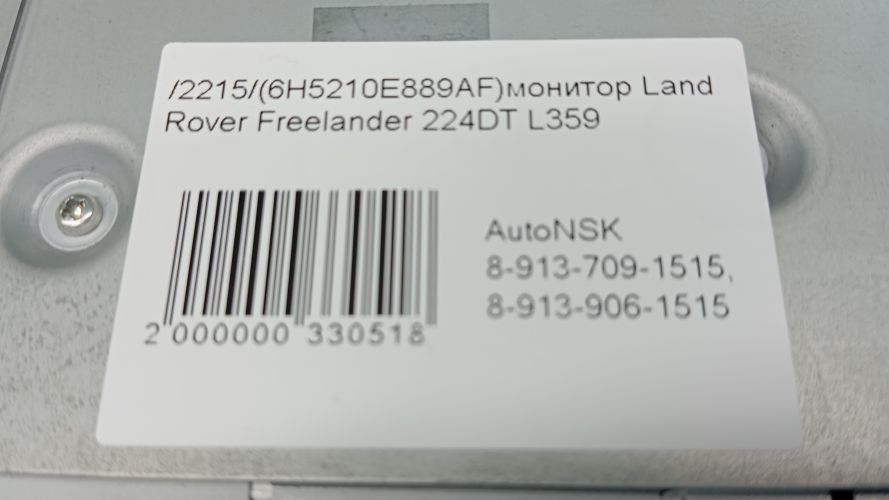 /2215/(6H5210E889AF)монитор Land
Rover Freelander 224DT L359
AutoNSK
8-913-709-1515,
8-913-906-1515
2 000000 330518